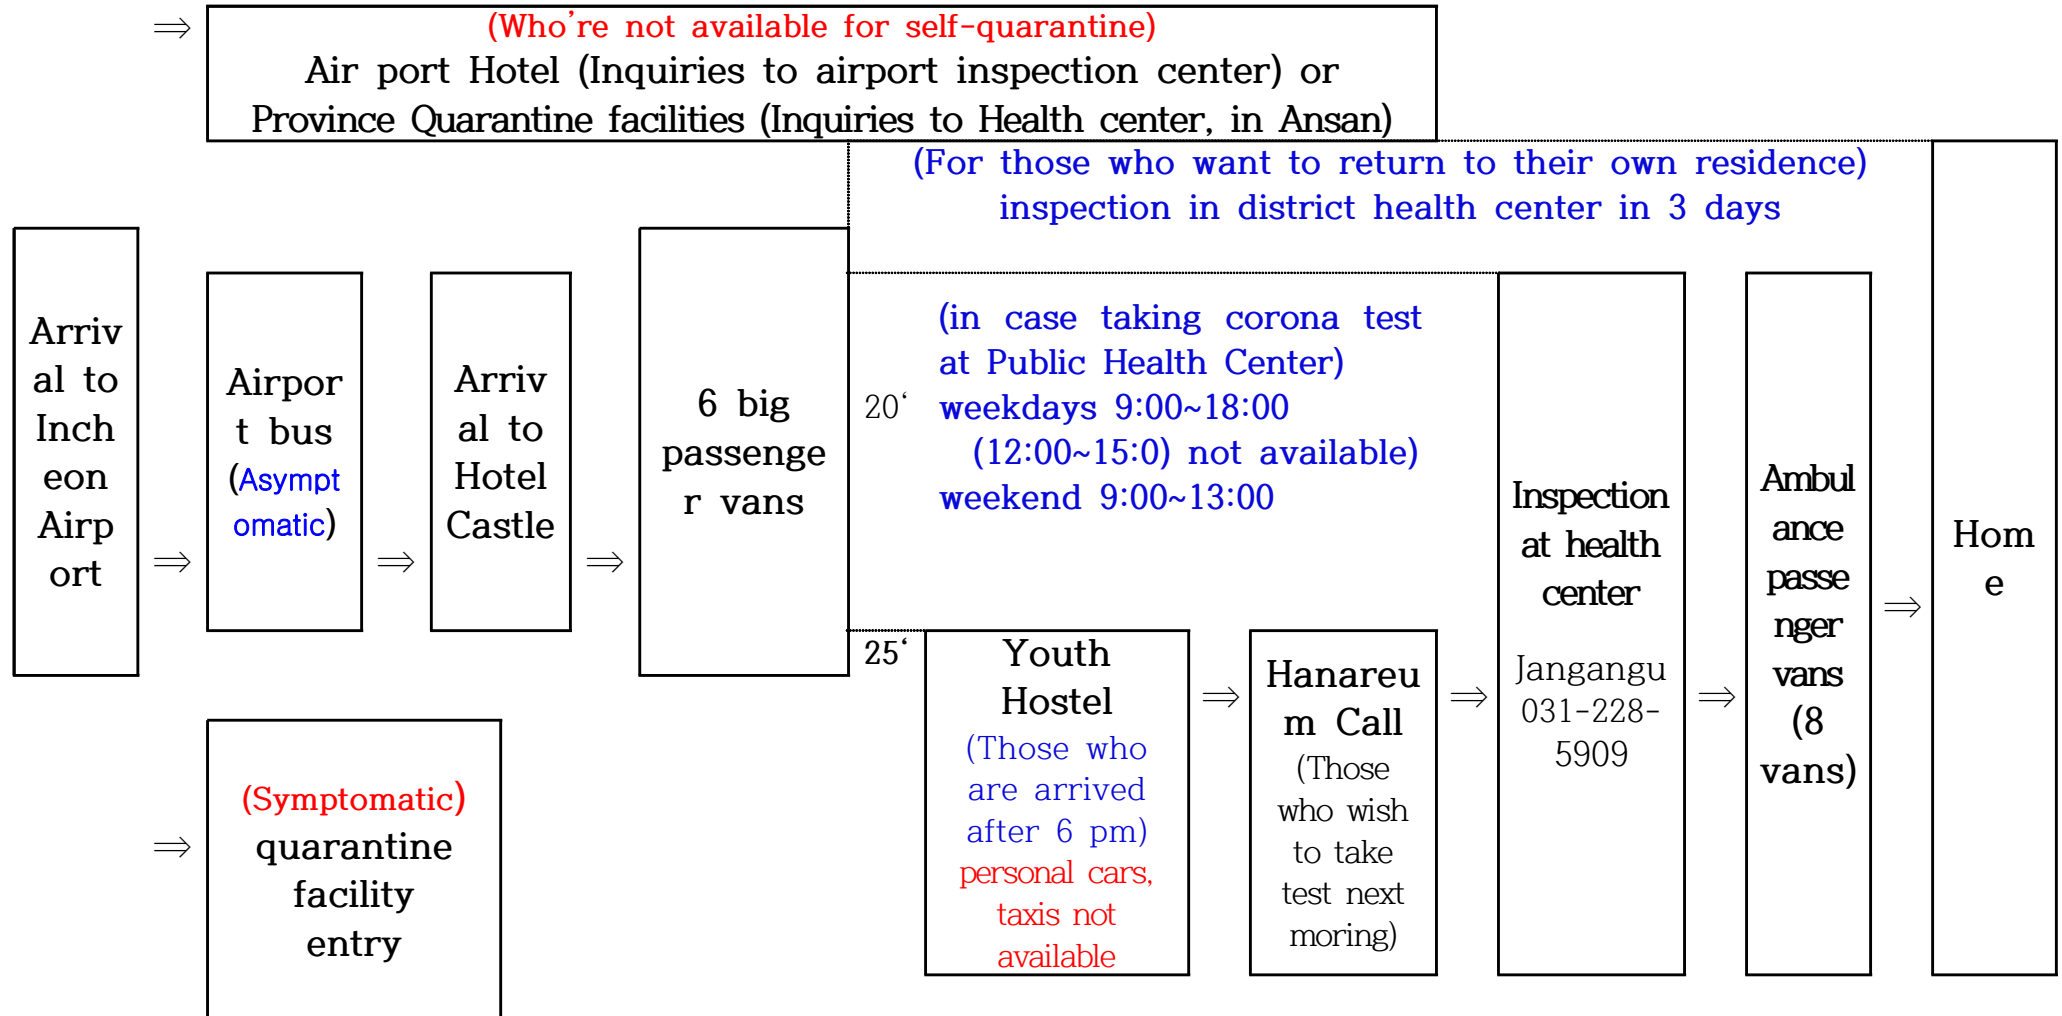 ⇒
(Who're not available for self-quarantine)
Air port Hotel (Inquiries to airport inspection center) or
Province Quarantine facilities (Inquiries to Health center, in Ansan)
(For those who want to return to their own residence)
inspection in district health center in 3 days
Arriv
al to
Inch
eon
Airp
ort
⇒
Airpor
t bus
(Asympt
omatic)
⇒
Arriv
al to
Hotel
Castle
⇒
6 big
passenge
r vans
20‘
(in case taking corona test
at Public Health Center)
weekdays 9:00~18:00
(12:00~15:0) not available)
weekend 9:00~13:00
25‘
Youth
Hostel
(Those who
are arrived
after 6 pm)
personal cars,
taxis not
available
⇒
Hanareu
m Call
(Those
who wish
to take
test next
moring)
⇒
Inspection
at health
center
Jangangu
031-228-
5909
⇒
Ambul
ance
passe
nger
vans
(8
vans)
⇒
Hom
e
⇒
(Symptomatic)
quarantine
facility
entry